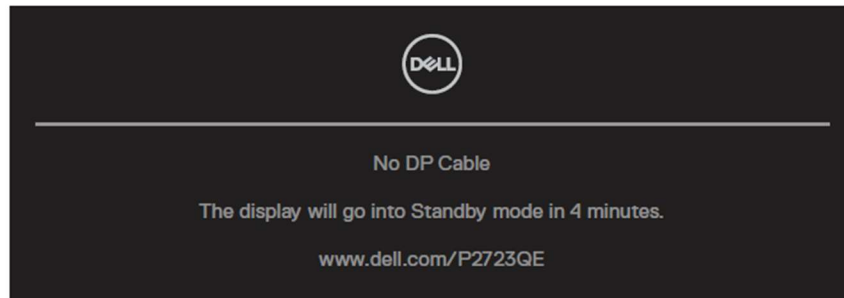 DELL
No DP Cable
The display will go into Standby mode in 4 minutes.
www.dell.com/P2723QE